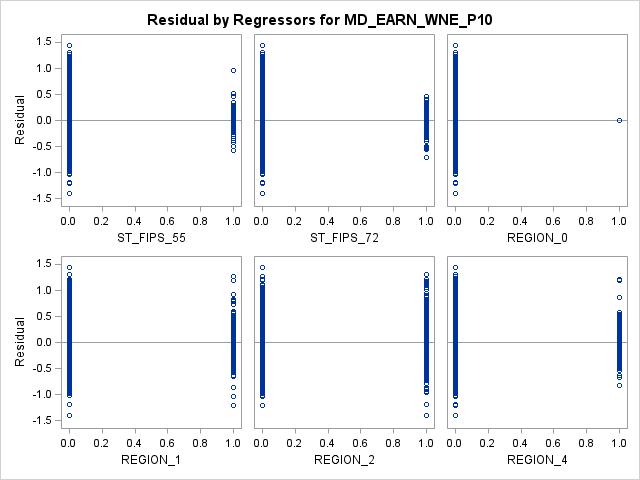 Residual by Regressors for MD_EARN_WNE_P10
Residual
1.5
1.0
0.5
0.0
-0.5
-1.0
-1.5
0.0 0.2 0.4 0.6 0.8 1.0
ST_FIPS_55
0.0 0.2 0.4 0.6 0.8 1.0
ST_FIPS_72
0.0 0.2 0.4 0.6 0.8 1.0
REGION_0
Residual
1.5
1.0
0.5
0.0
-0.5
-1.0
-1.5
0.0 0.2 0.4 0.6 0.8 1.0
REGION_1
0.0 0.2 0.4 0.6 0.8 1.0
REGION_2
0.0 0.2 0.4 0.6 0.8 1.0
REGION_4